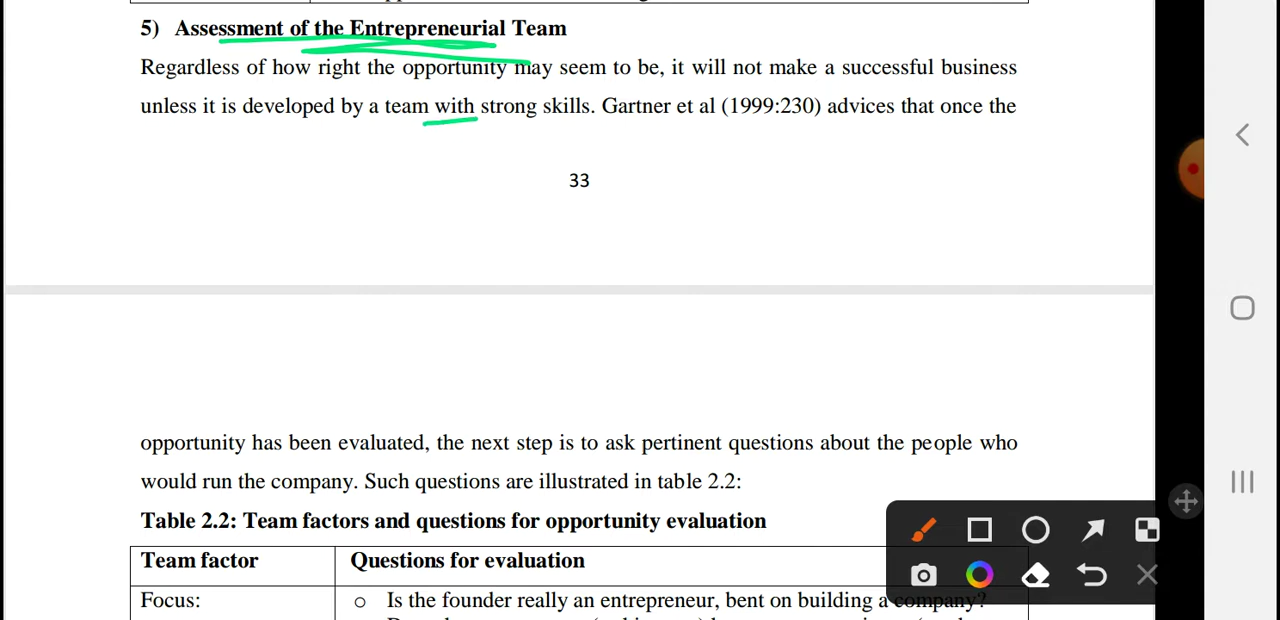 5) Assessment of the Entrepreneurial Team
Regardless of how right the opportunity may seem to be, it will not make a successful business
unless it is developed by a team with strong skills. Gartner et al (1999:230) advices that once the
33
opportunity has been evaluated, the next step is to ask pertinent questions about the people who
would run the company. Such questions are illustrated in table 2.2:
Table 2.2: Team factors and questions for opportunity evaluation
Team factor Questions for evaluation
Focus: o Is the founder really an entrepreneur, bent on building a company?